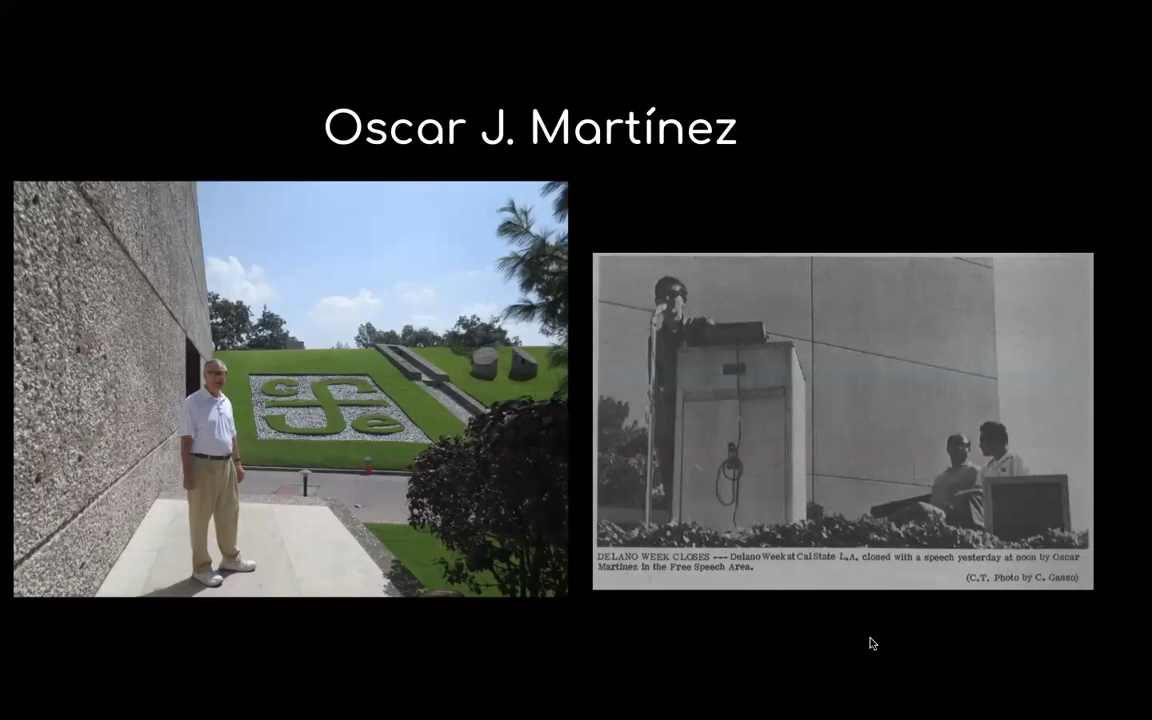 Oscar J. Martínez
CSFe
DELANO WEEK CLOSES --- Delano Week at Cal State L.A. closed with a speech yesterday at noon by Oscar
Martinez in the Free Speech Area.
(C.T. Photo by C. Gasso)